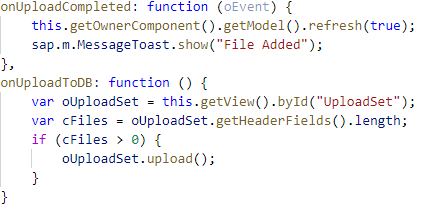 onUploadCompleted: function (oEvent) {
    this.getOwnerComponent().getModel().refresh(true);
    sap.m.MessageToast.show("File Added");
},
onUploadToDB: function () {
    var oUploadSet = this.getView().byId("UploadSet");
    var cFiles = oUploadSet.getHeaderFields().length;
    if (cFiles > 0) {
        oUploadSet.upload();
    }
}